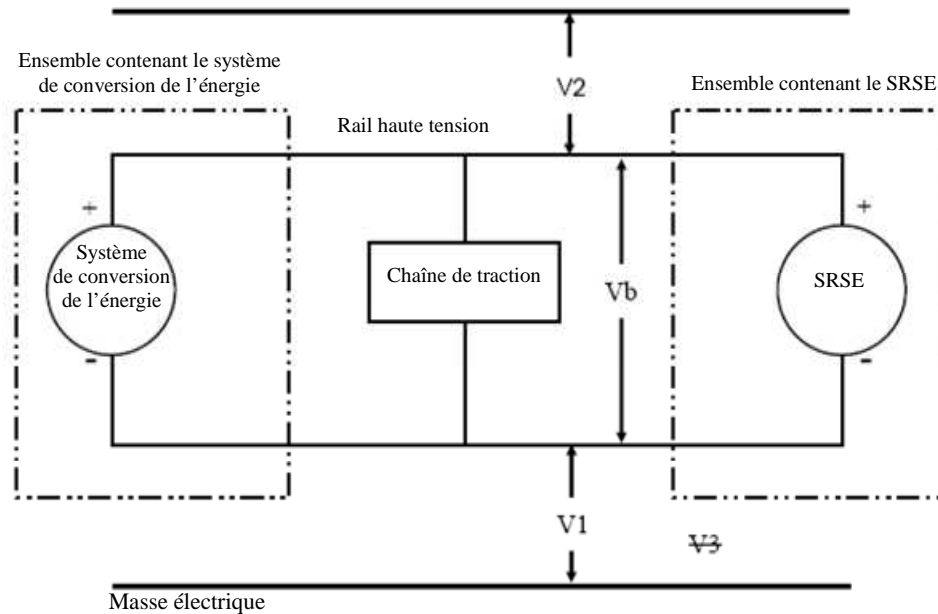 Ensemble contenant le système
de conversion de l'énergie
V2
Ensemble contenant le SRSE
Rail haute tension
+
+
Système
de conversion
de l'énergie
Chaîne de traction
Vb
SRSE
-
-
V1
V3
Masse électrique